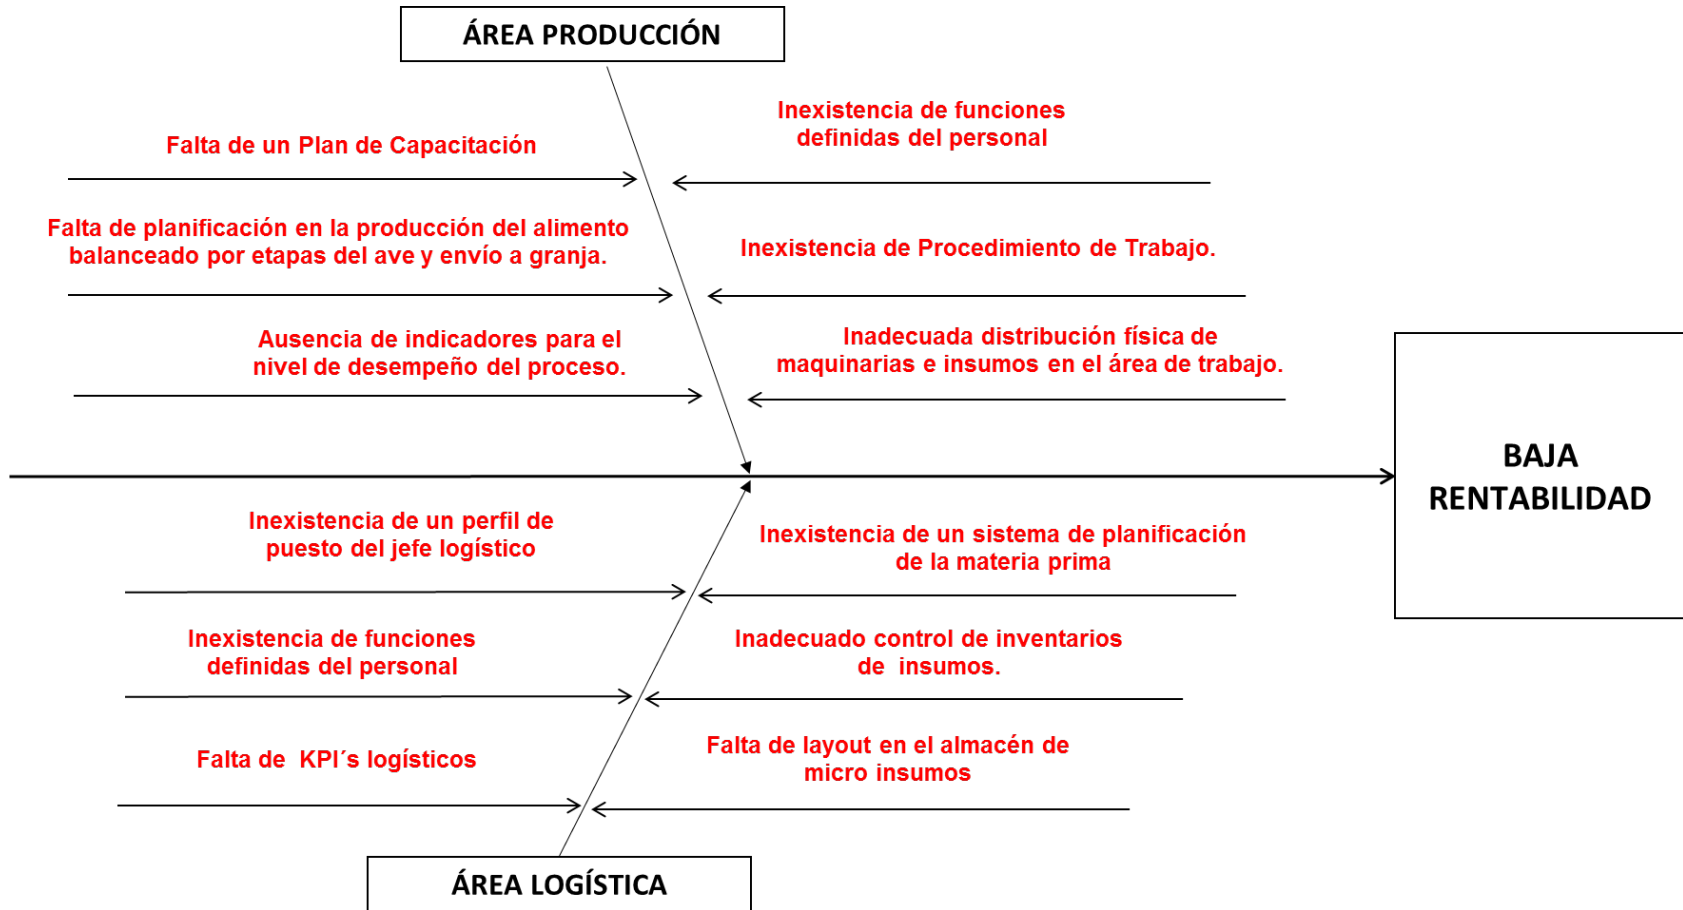 ÁREA PRODUCCIÓN
Falta de un Plan de Capacitación
Inexistencia de funciones
definidas del personal
Falta de planificación en la producción del alimento
balanceado por etapas del ave y envío a granja.
Inexistencia de Procedimiento de Trabajo.
Ausencia de indicadores para el
nivel de desempeño del proceso.
Inadecuada distribución física de
maquinarias e insumos en el área de trabajo.
BAJA
RENTABILIDAD
Inexistencia de un perfil de
puesto del jefe logístico
Inexistencia de un sistema de planificación
de la materia prima
Inexistencia de funciones
definidas del personal
Inadecuado control de inventarios
de  insumos.
Falta de  KPI´s logísticos
Falta de layout en el almacén de
micro insumos
ÁREA LOGÍSTICA